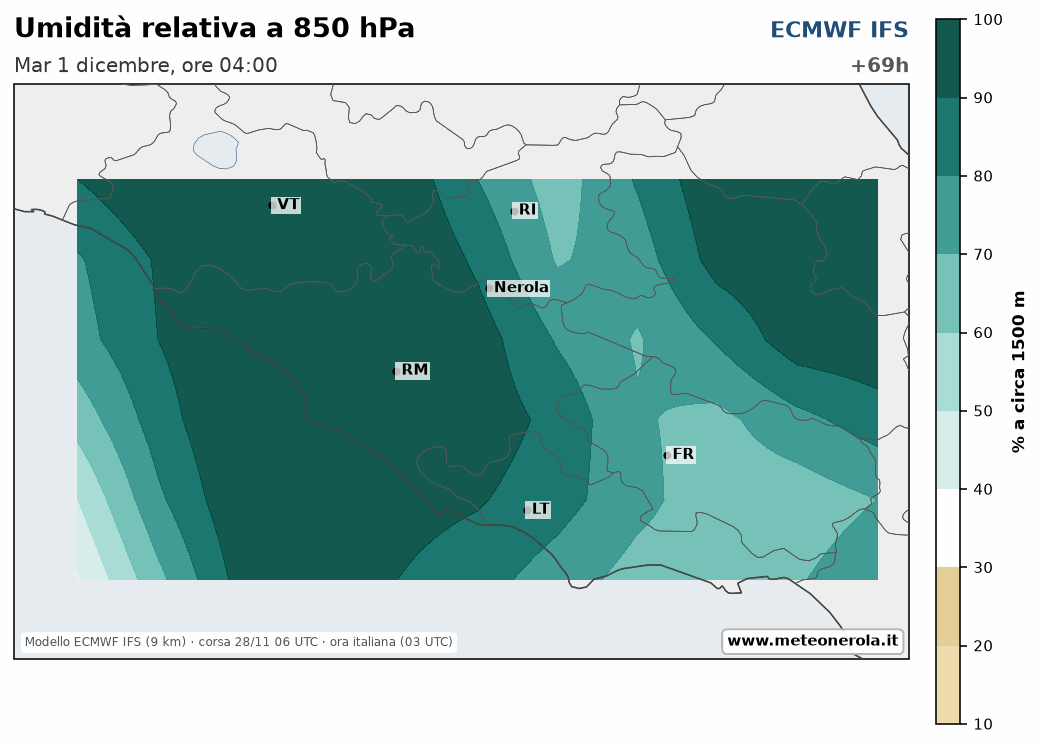 Umidità relativa a 850 hPa
ECMWF IFS
Mar 1 dicembre, ore 04:00
+69h
100
90
80
70
60
50
40
30
20
10
% a circa 1500 m
VT
RI
Nerola
RM
FR
LT
Modello ECMWF IFS (9 km) · corsa 28/11 06 UTC · ora italiana (03 UTC)
www.meteonerola.it